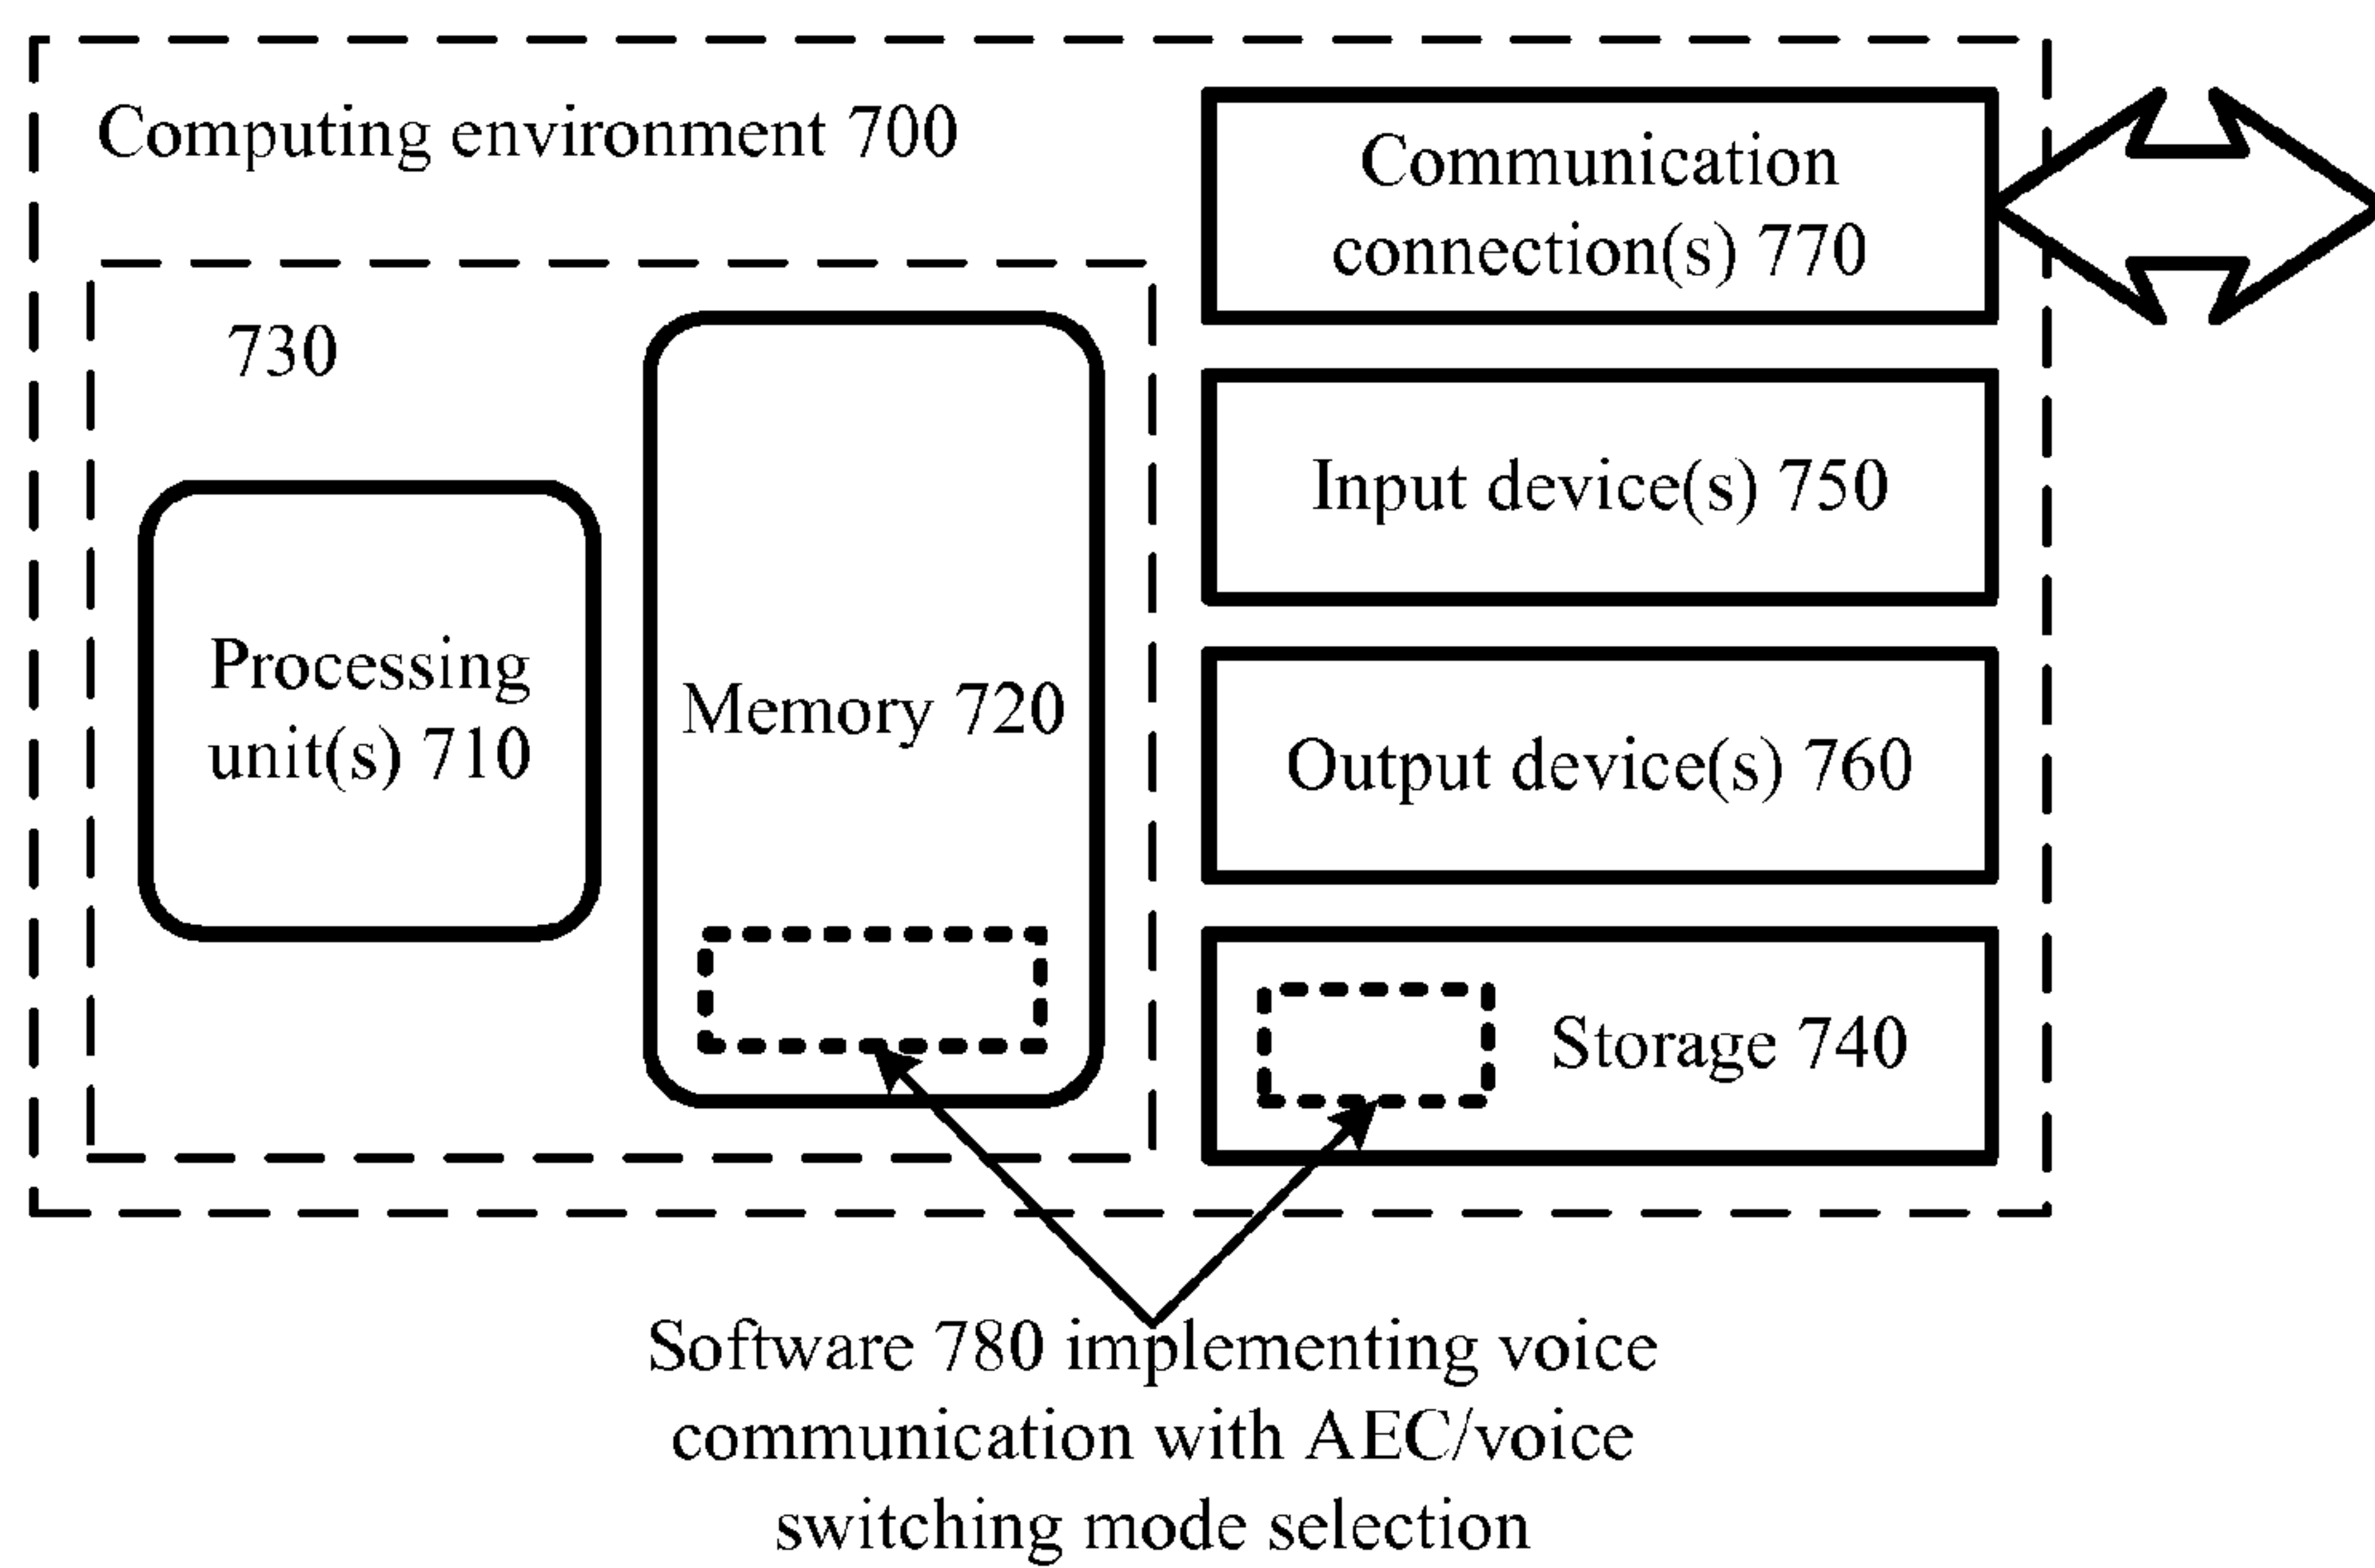 Computing environment 700
Communication
connection(s) 770
730
Input device(s) 750
Processing
unit(s) 710
Memory 720
Output device(s) 760
Storage 740
Software 780 implementing voice
communication with AEC/voice
switching mode selection